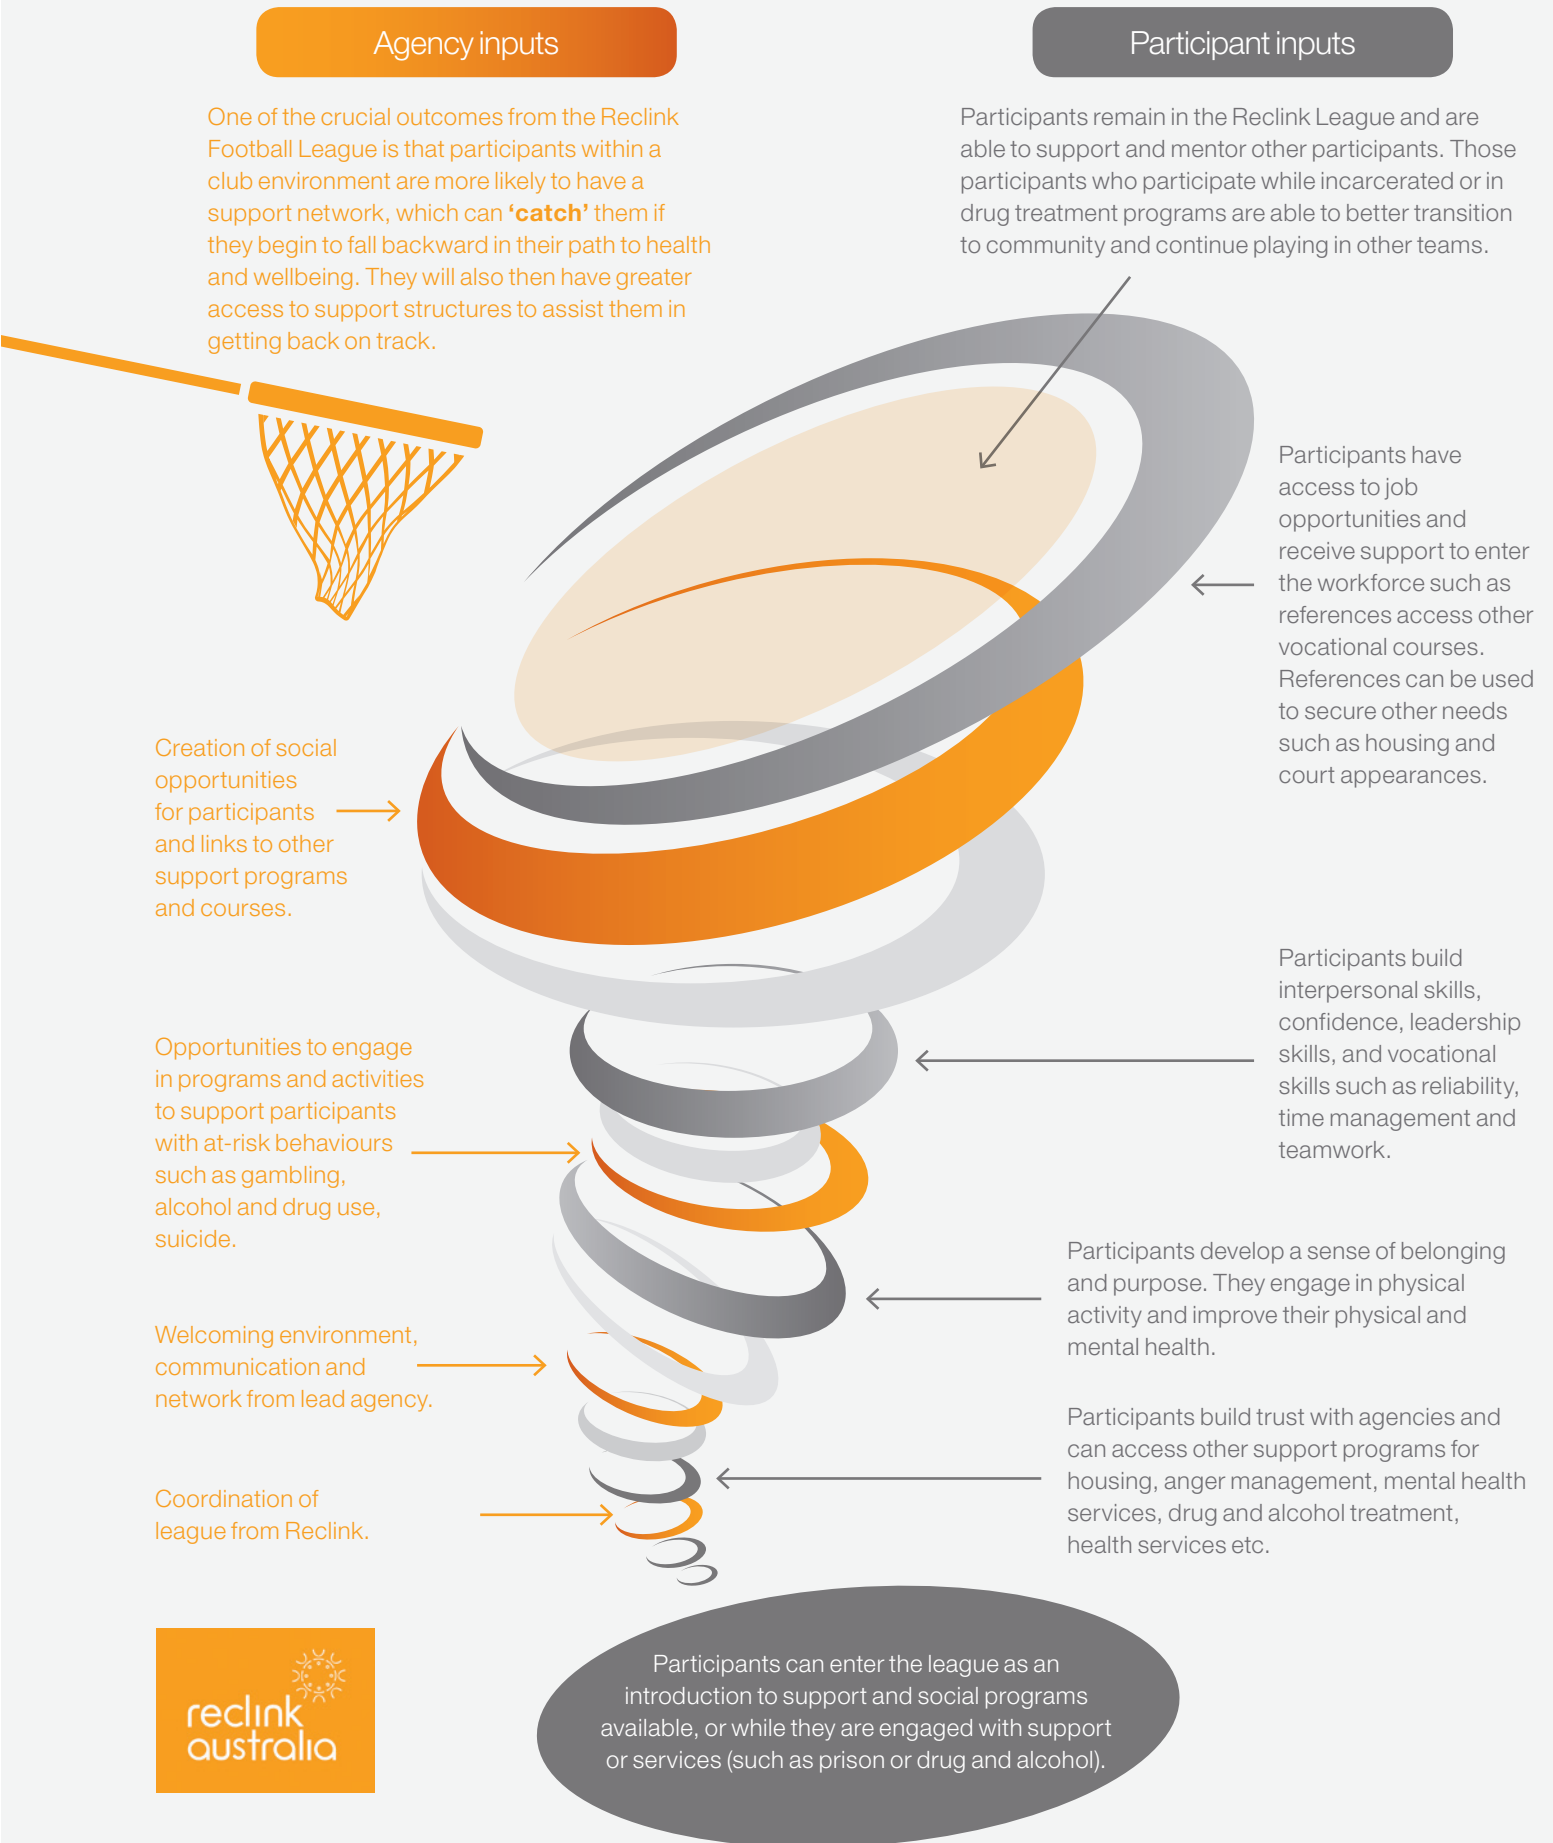 Agency inputs
One of the crucial outcomes from the Reclink
Football League is that participants within a
club environment are more likely to have a
support network, which can ‘catch’ them if
they begin to fall backward in their path to health
and wellbeing. They will also then have greater
access to support structures to assist them in
getting back on track.
Participant inputs
Participants remain in the Reclink League and are
able to support and mentor other participants. Those
participants who participate while incarcerated or in
drug treatment programs are able to better transition
to community and continue playing in other teams.
Participants have
access to job
opportunities and
receive support to enter
the workforce such as
references access other
vocational courses.
References can be used
to secure other needs
such as housing and
court appearances.
Creation of social
opportunities
for participants
and links to other
support programs
and courses.
Participants build
interpersonal skills,
confidence, leadership
skills, and vocational
skills such as reliability,
time management and
teamwork.
Opportunities to engage
in programs and activities
to support participants
with at-risk behaviours
such as gambling,
alcohol and drug use,
suicide.
Participants develop a sense of belonging
and purpose. They engage in physical
activity and improve their physical and
mental health.
Welcoming environment,
communication and
network from lead agency.
Participants build trust with agencies and
can access other support programs for
housing, anger management, mental health
services, drug and alcohol treatment,
health services etc.
Coordination of
league from Reclink.
Participants can enter the league as an
introduction to support and social programs
available, or while they are engaged with support
or services (such as prison or drug and alcohol).
reclink
australia